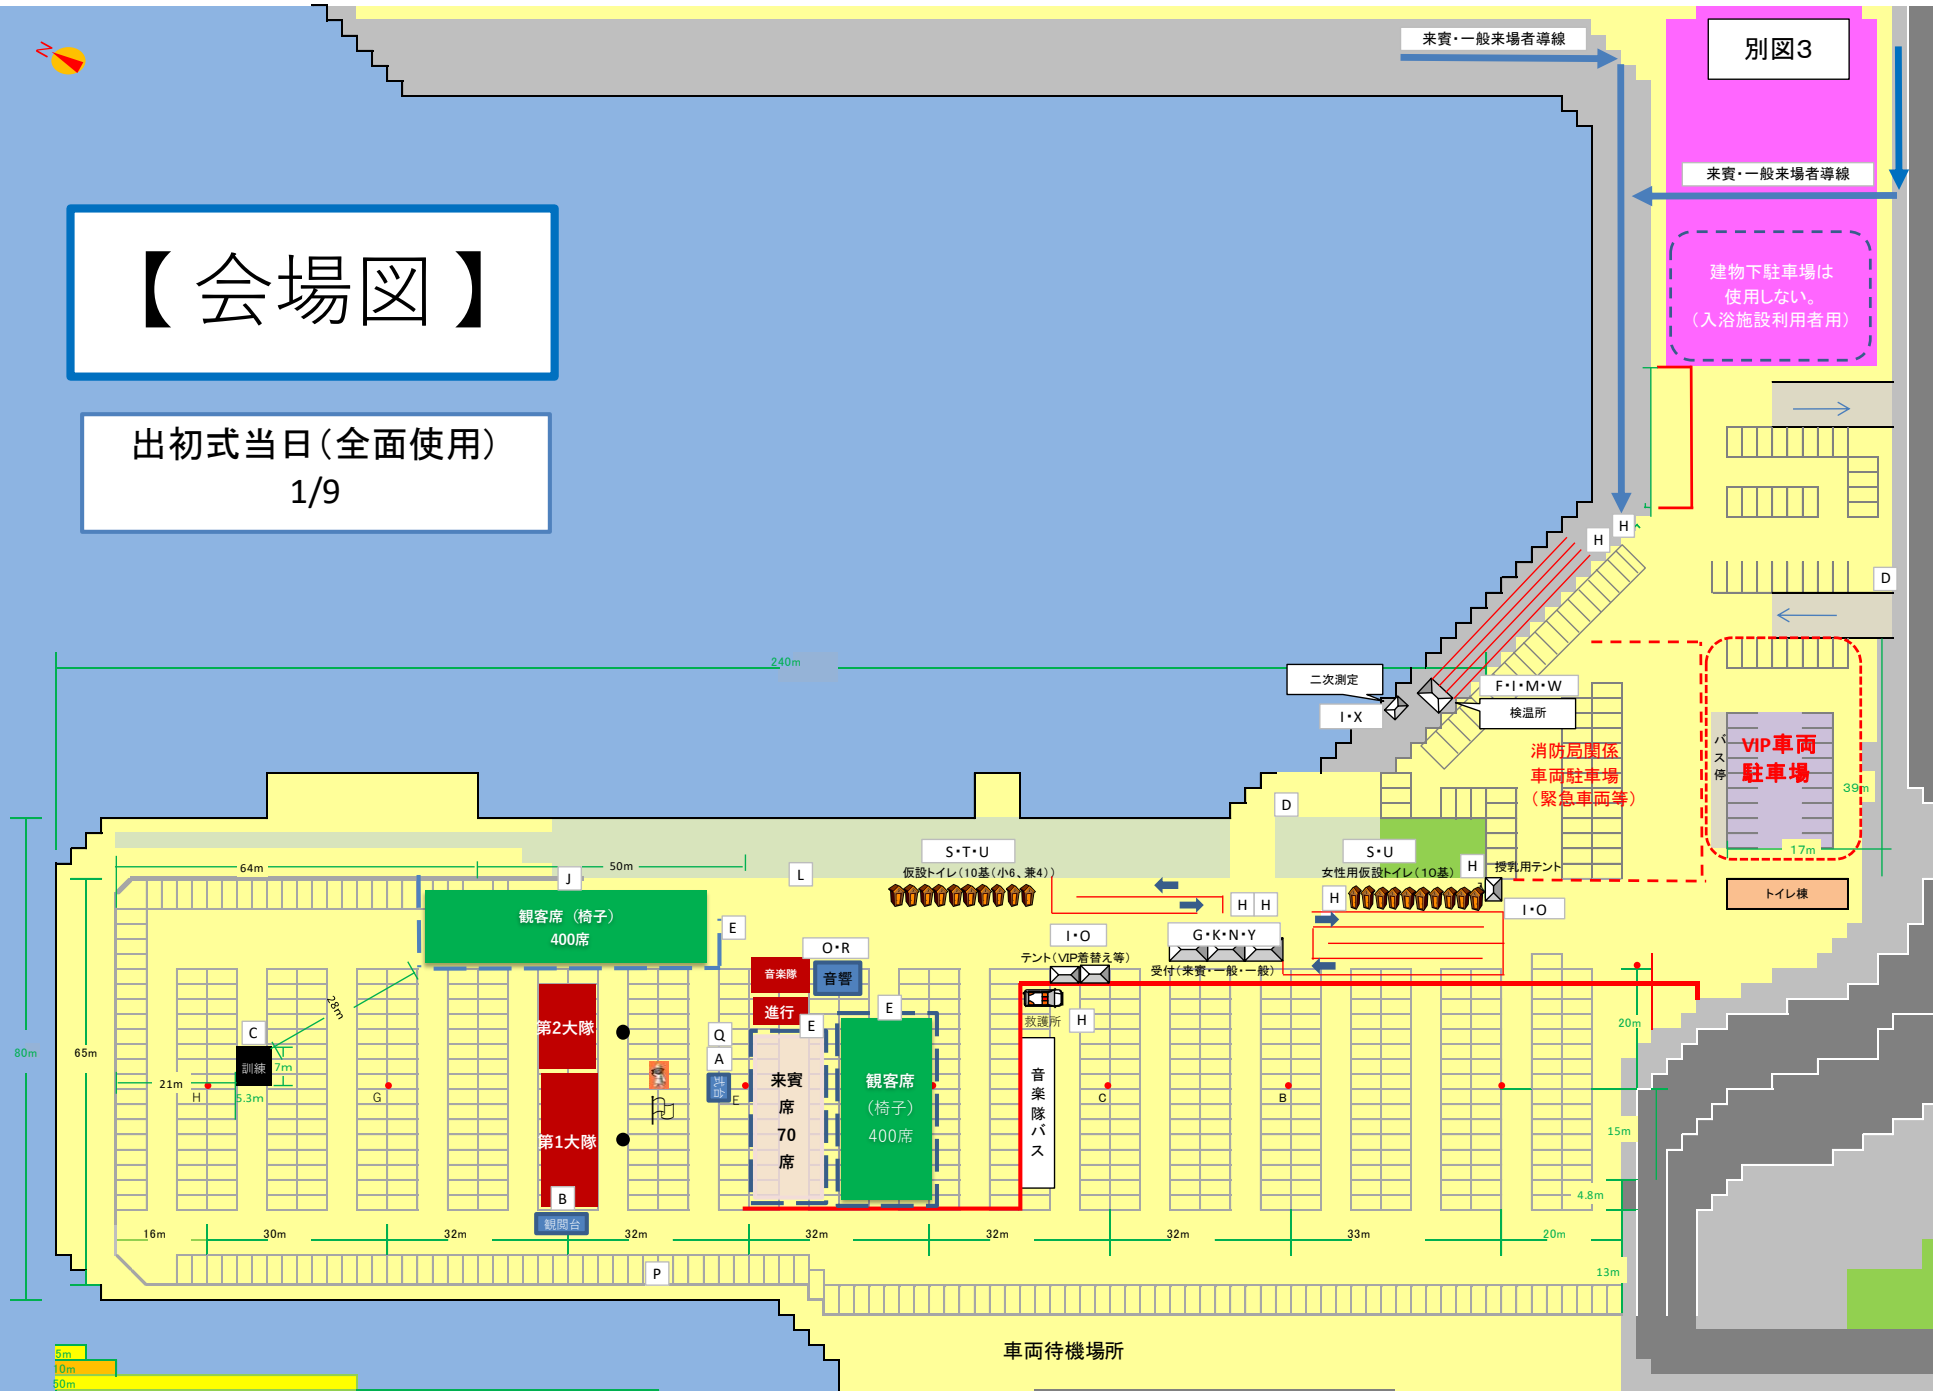 N
来賓・一般来場者導線
別図3
来賓・一般来場者導線
建物下駐車場は
使用しない。
（入浴施設利用者用）
【 会場図 】
出初式当日（全面使用）
1/9
H
H
D
240m
二次測定
F・I・M・W
I・X
検温所
消防局関係
車両駐車場
（緊急車両等）
バス停
VIP車両
駐車場
39m
17m
D
S・T・U
S・U
64m
50m
J
L
仮設トイレ（10基（小6、兼4））
女性用仮設トイレ（10基）
H
授乳用テント
トイレ棟
観客席（椅子）
400席
E
H
H
H
I・O
O・R
I・O
G・K・N・Y
音楽隊
音響
テント（VIP着替え等）
受付（来賓・一般・一般）
28m
進行
E
E
救護所
H
20m
C
第2大隊
Q
80m
65m
訓練
7m
A
21m
H
5.3m
G
式台
E
来賓
席
70
席
観客席
（椅子）
400席
音楽隊バス
C
B
第1大隊
15m
B
4.8m
観閲台
16m
30m
32m
32m
32m
32m
32m
33m
20m
P
13m
車両待機場所
5m
10m
50m